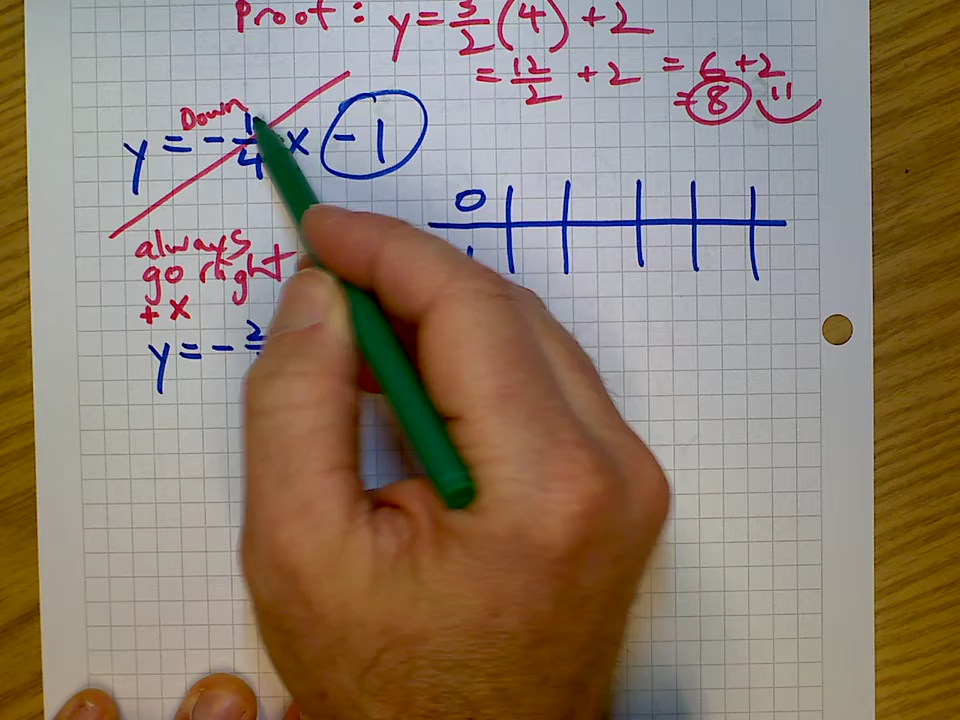 Proof: y = 3/2 (4) + 2
= 12/2 + 2 = 6 + 2
= 8
Down
y = - 1/4 x - 1
0
always
go right
+ x
y = - 2